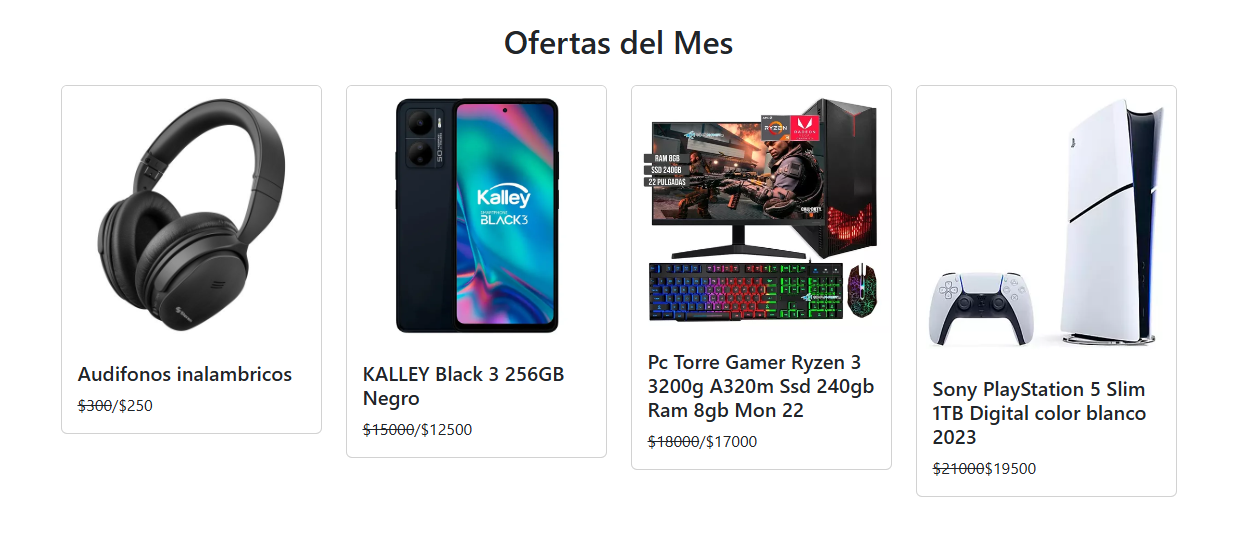 Ofertas del Mes
Kalley
BLACK3
RYZEN
RADEON
RAM 8GB
SSD 240GB
22 PULGADAS
Audifonos inalambricos
$300/$250
KALLEY Black 3 256GB
Negro
$15000/$12500
Pc Torre Gamer Ryzen 3
3200g A320m Ssd 240gb
Ram 8gb Mon 22
$18000/$17000
Sony PlayStation 5 Slim
1TB Digital color blanco
2023
$21000$19500